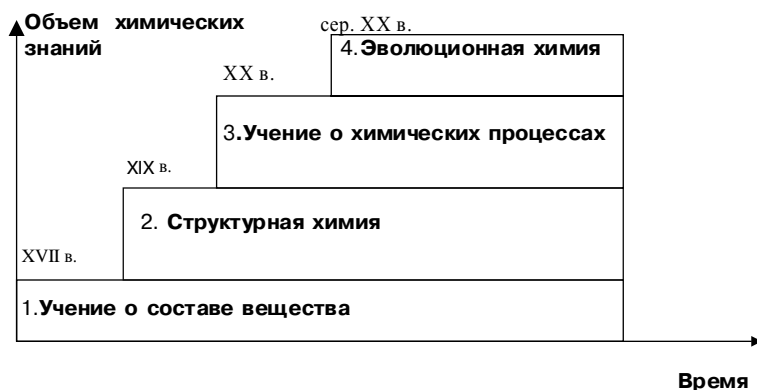 Объем химических
знаний
сер. XX в.
4.Эволюционная химия
XX в.
3.Учение о химических процессах
XIX в.
2. Структурная химия
XVII в.
1.Учение о составе вещества
Время